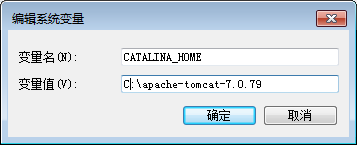 编辑系统变量
变量名(N): CATALINA_HOME
变量值(V): C:\apache-tomcat-7.0.79
确定 取消